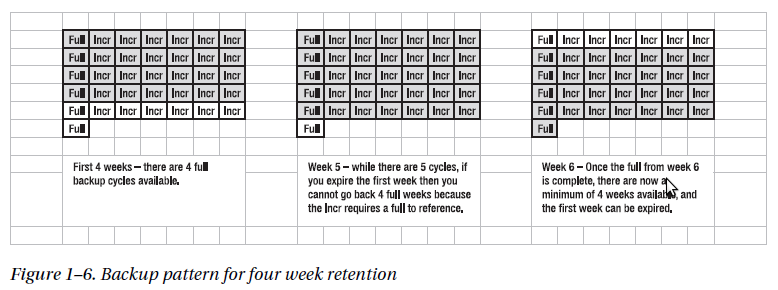 Full Incr Incr Incr Incr Incr Incr
Full Incr Incr Incr Incr Incr Incr
Full Incr Incr Incr Incr Incr Incr
Full Incr Incr Incr Incr Incr Incr
Full Incr Incr Incr Incr Incr Incr
Full
First 4 weeks – there are 4 full
backup cycles available.
Full Incr Incr Incr Incr Incr Incr
Full Incr Incr Incr Incr Incr Incr
Full Incr Incr Incr Incr Incr Incr
Full Incr Incr Incr Incr Incr Incr
Full Incr Incr Incr Incr Incr Incr
Full
Week 5 – while there are 5 cycles, if
you expire the first week then you
cannot go back 4 full weeks because
the Incr requires a full to reference.
Full Incr Incr Incr Incr Incr Incr
Full Incr Incr Incr Incr Incr Incr
Full Incr Incr Incr Incr Incr Incr
Full Incr Incr Incr Incr Incr Incr
Full Incr Incr Incr Incr Incr Incr
Full
Week 6 – Once the full from week 6
is complete, there are now a
minimum of 4 weeks available, and
the first week can be expired.
Figure 1–6. Backup pattern for four week retention